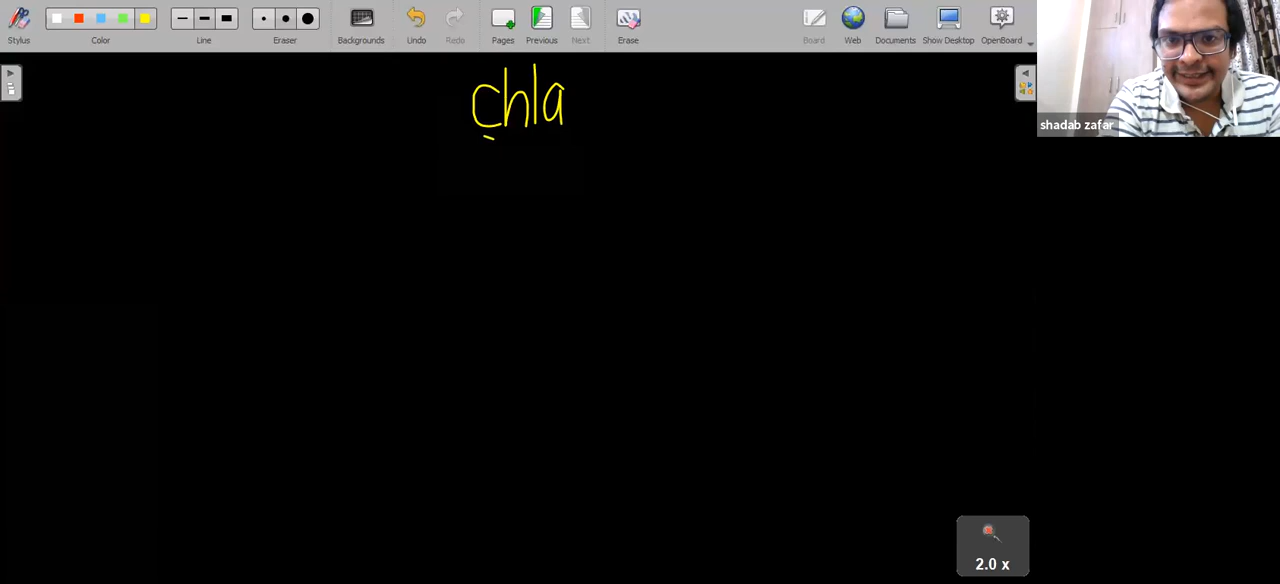 Stylus Color Line Eraser Backgrounds Undo Redo Pages Previous Next Erase Board Web Documents Show Desktop OpenBoard
chla
shadab zafar
2.0 x